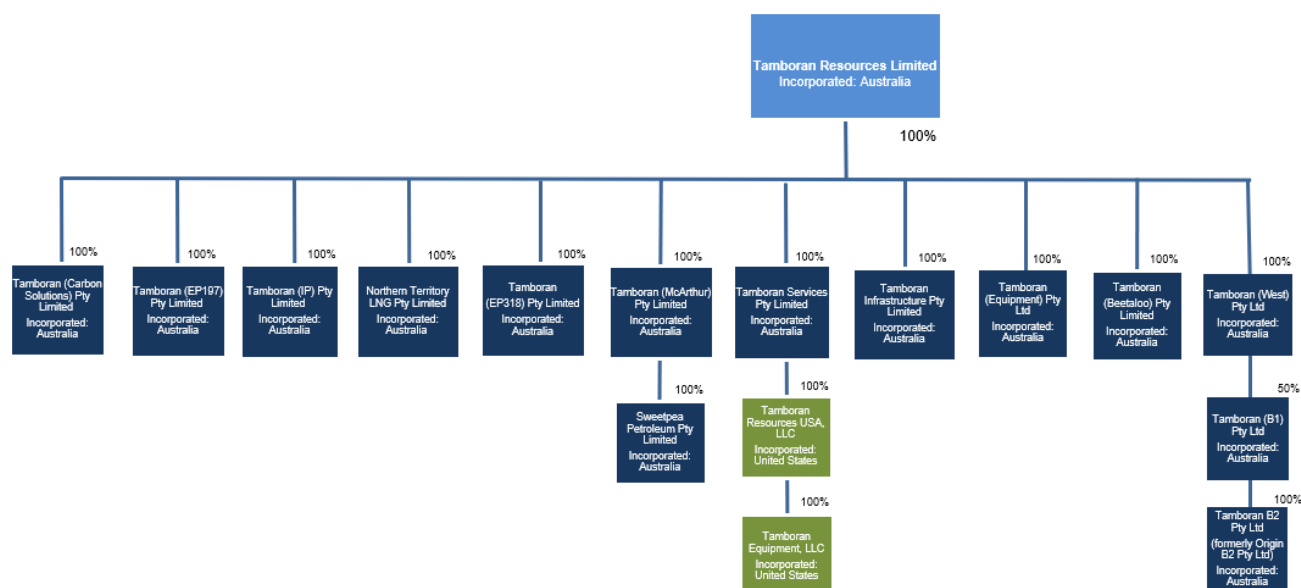 Tamboran Resources Limited
Incorporated: Australia
100%
100%
100%
100%
100%
100%
100%
100%
100%
100%
100%
100%
Tamboran (Carbon
Solutions) Pty
Limited
Incorporated:
Australia
Tamboran (EP197)
Pty Limited
Incorporated:
Australia
Tamboran (IP) Pty
Limited
Incorporated:
Australia
Northern Territory
LNG Pty Limited
Incorporated:
Australia
Tamboran
(EP318) Pty Limited
Incorporated:
Australia
Tamboran (McArthur)
Pty Limited
Incorporated:
Australia
Tamboran Services
Pty Limited
Incorporated:
Australia
Tamboran
Infrastructure Pty
Limited
Incorporated:
Australia
Tamboran
(Equipment) Pty
Ltd
Incorporated:
Australia
Tamboran
(Beetaloo) Pty
Limited
Incorporated:
Australia
Tamboran (West)
Pty Ltd
Incorporated:
Australia
100%
100%
50%
Sweetpea
Petroleum Pty
Limited
Incorporated:
Australia
Tamboran
Resources USA,
LLC
Incorporated:
United States
Tamboran (B1)
Pty Ltd
Incorporated:
Australia
100%
100%
Tamboran
Equipment, LLC
Incorporated:
United States
Tamboran B2
Pty Ltd
(formerly Origin
B2 Pty Ltd)
Incorporated:
Australia